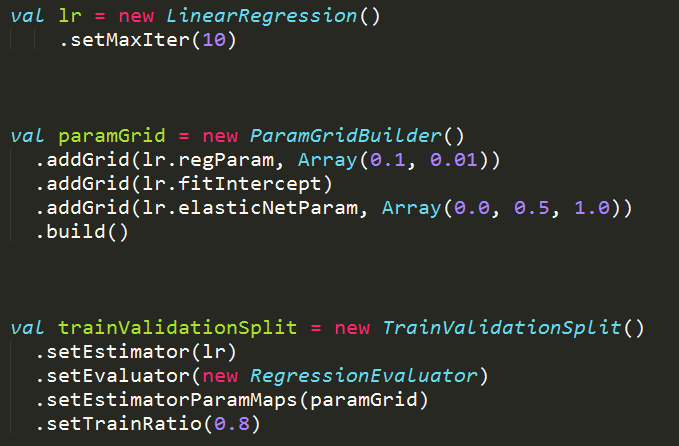 val lr = new LinearRegression()
.setMaxIter(10)
val paramGrid = new ParamGridBuilder()
.addGrid(lr.regParam, Array(0.1, 0.01))
.addGrid(lr.fitIntercept)
.addGrid(lr.elasticNetParam, Array(0.0, 0.5, 1.0))
.build()
val trainValidationSplit = new TrainValidationSplit()
.setEstimator(lr)
.setEvaluator(new RegressionEvaluator)
.setEstimatorParamMaps(paramGrid)
.setTrainRatio(0.8)